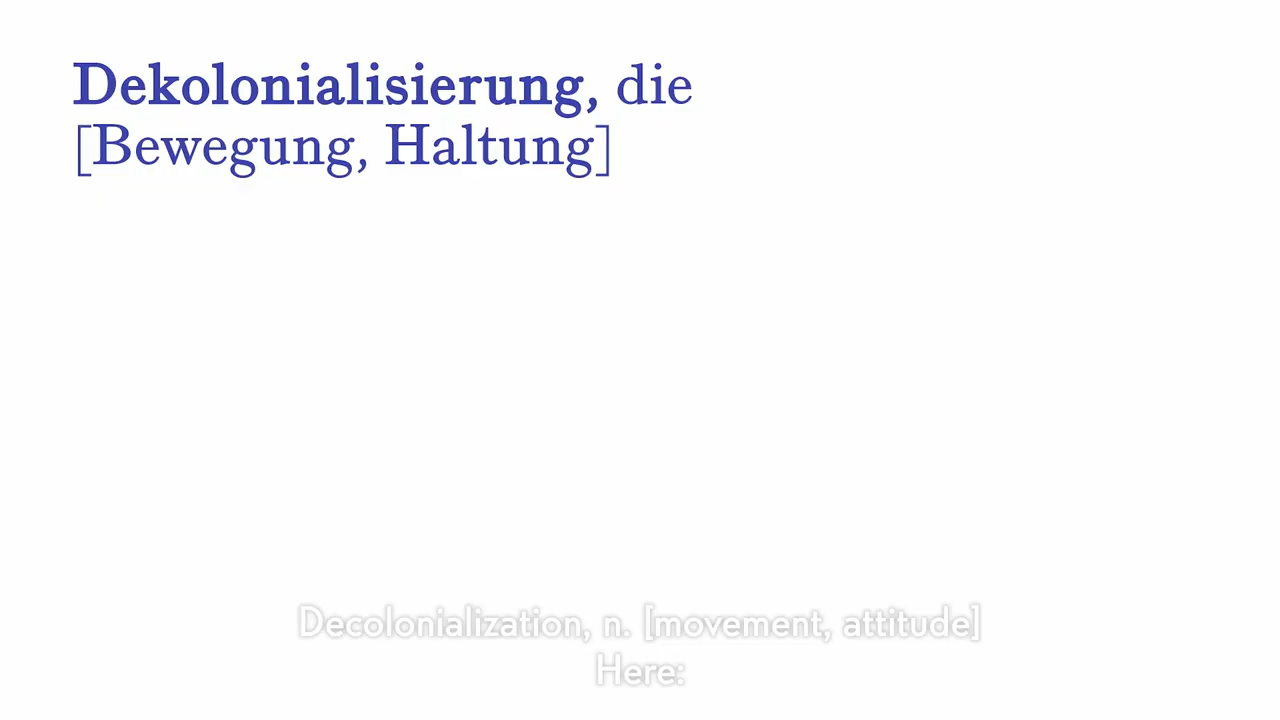 Dekolonialisierung, die
[Bewegung, Haltung]
Decolonialization, n. [movement, attitude]
Here: